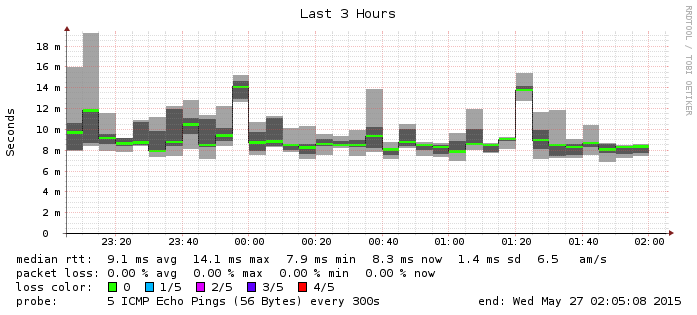 Last 3 Hours
RRDTOOL / TOBI OETIKER
Seconds
18 m
16 m
14 m
12 m
10 m
8 m
6 m
4 m
2 m
0
23:20 23:40 00:00 00:20 00:40 01:00 01:20 01:40 02:00
median rtt: 9.1 ms avg 14.1 ms max 7.9 ms min 8.3 ms now 1.4 ms sd 6.5 am/s
packet loss: 0.00 % avg 0.00 % max 0.00 % min 0.00 % now
loss color: 0 1/5 2/5 3/5 4/5
probe: 5 ICMP Echo Pings (56 Bytes) every 300s end: Wed May 27 02:05:08 2015